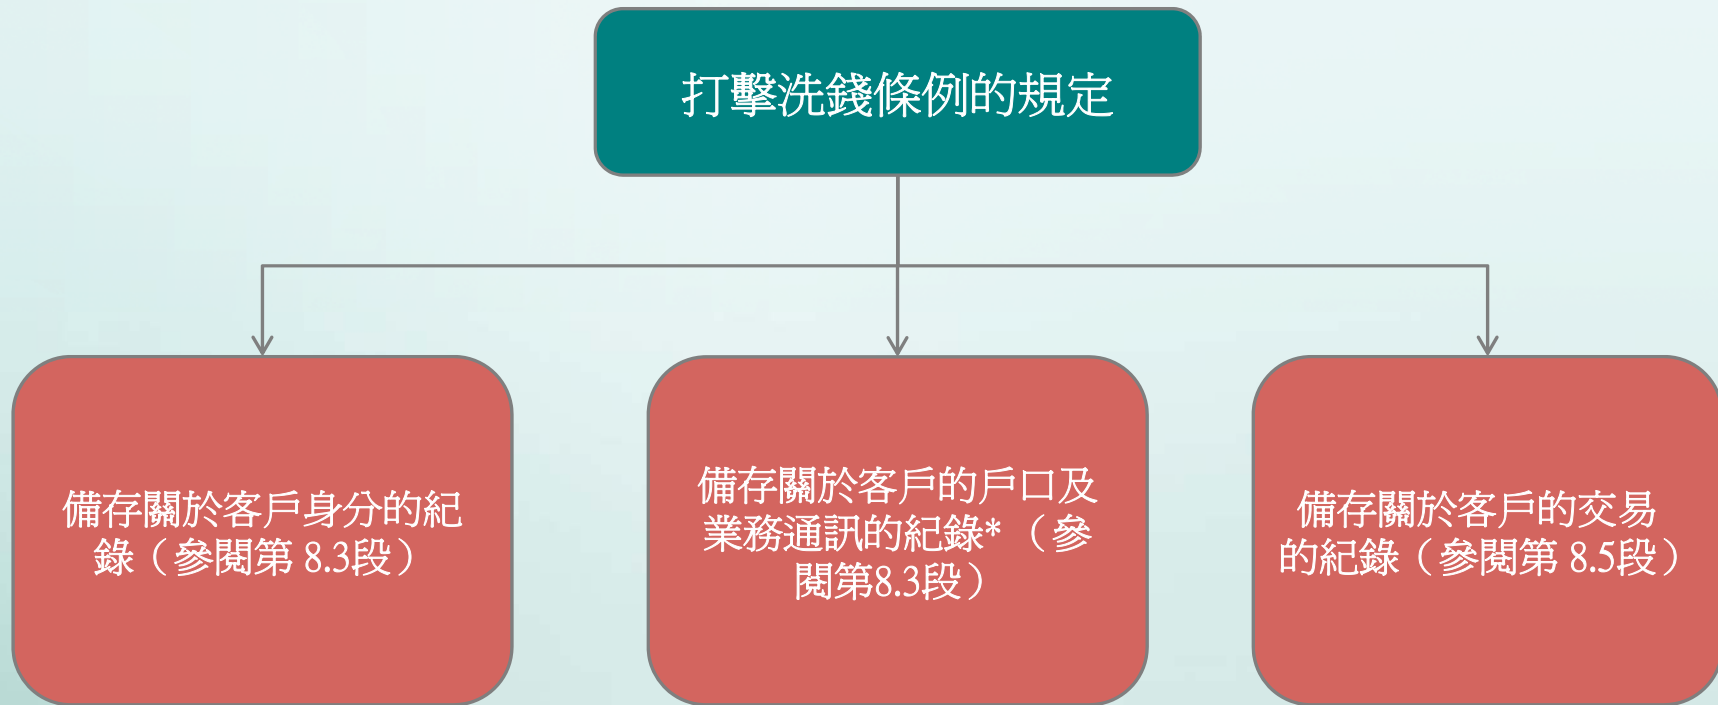 打擊洗錢條例的規定
備存關於客戶身分的紀
錄（參閱第 8.3段）
備存關於客戶的戶口及
業務通訊的紀錄*（參
閱第8.3段）
備存關於客戶的交易
的紀錄（參閱第 8.5段）